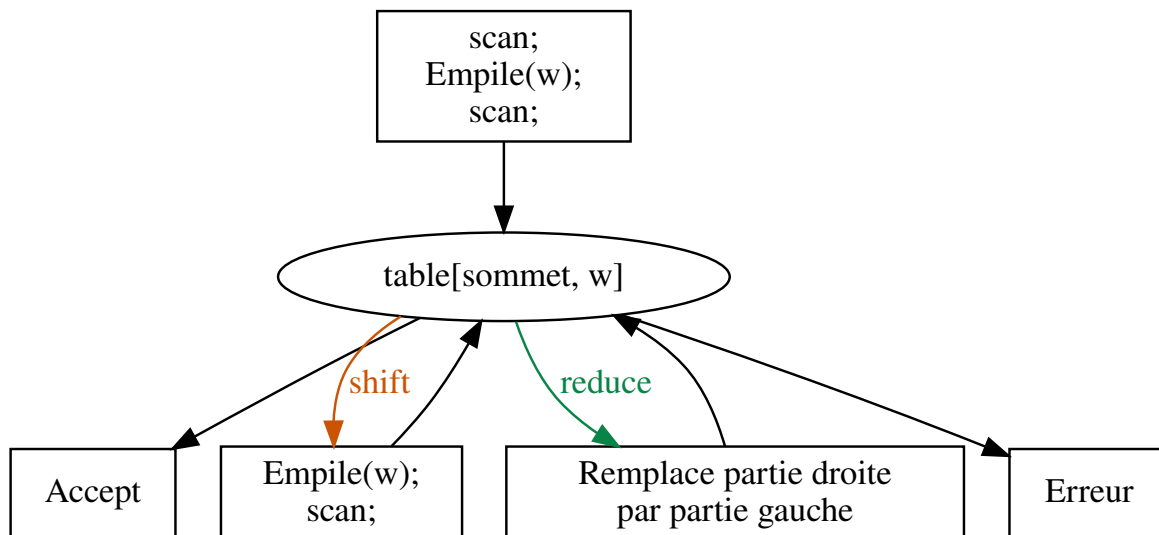 scan;
Empile(w);
scan;
table[sommet, w]
shift
reduce
Accept
Empile(w);
scan;
Remplace partie droite
par partie gauche
Erreur